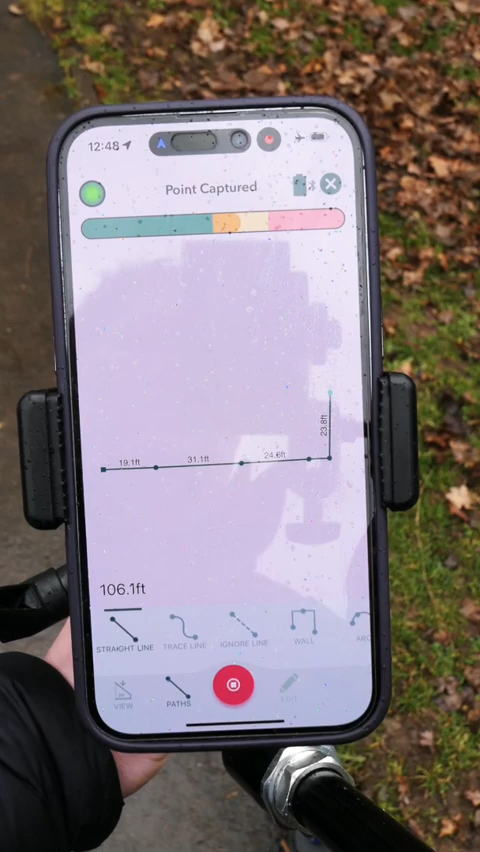 12:48
Point Captured
23.8ft
19.1ft
31.1ft
24.6ft
106.1ft
STRAIGHT LINE TRACE LINE IGNORE LINE WALL ARC
VIEW PATHS EDIT